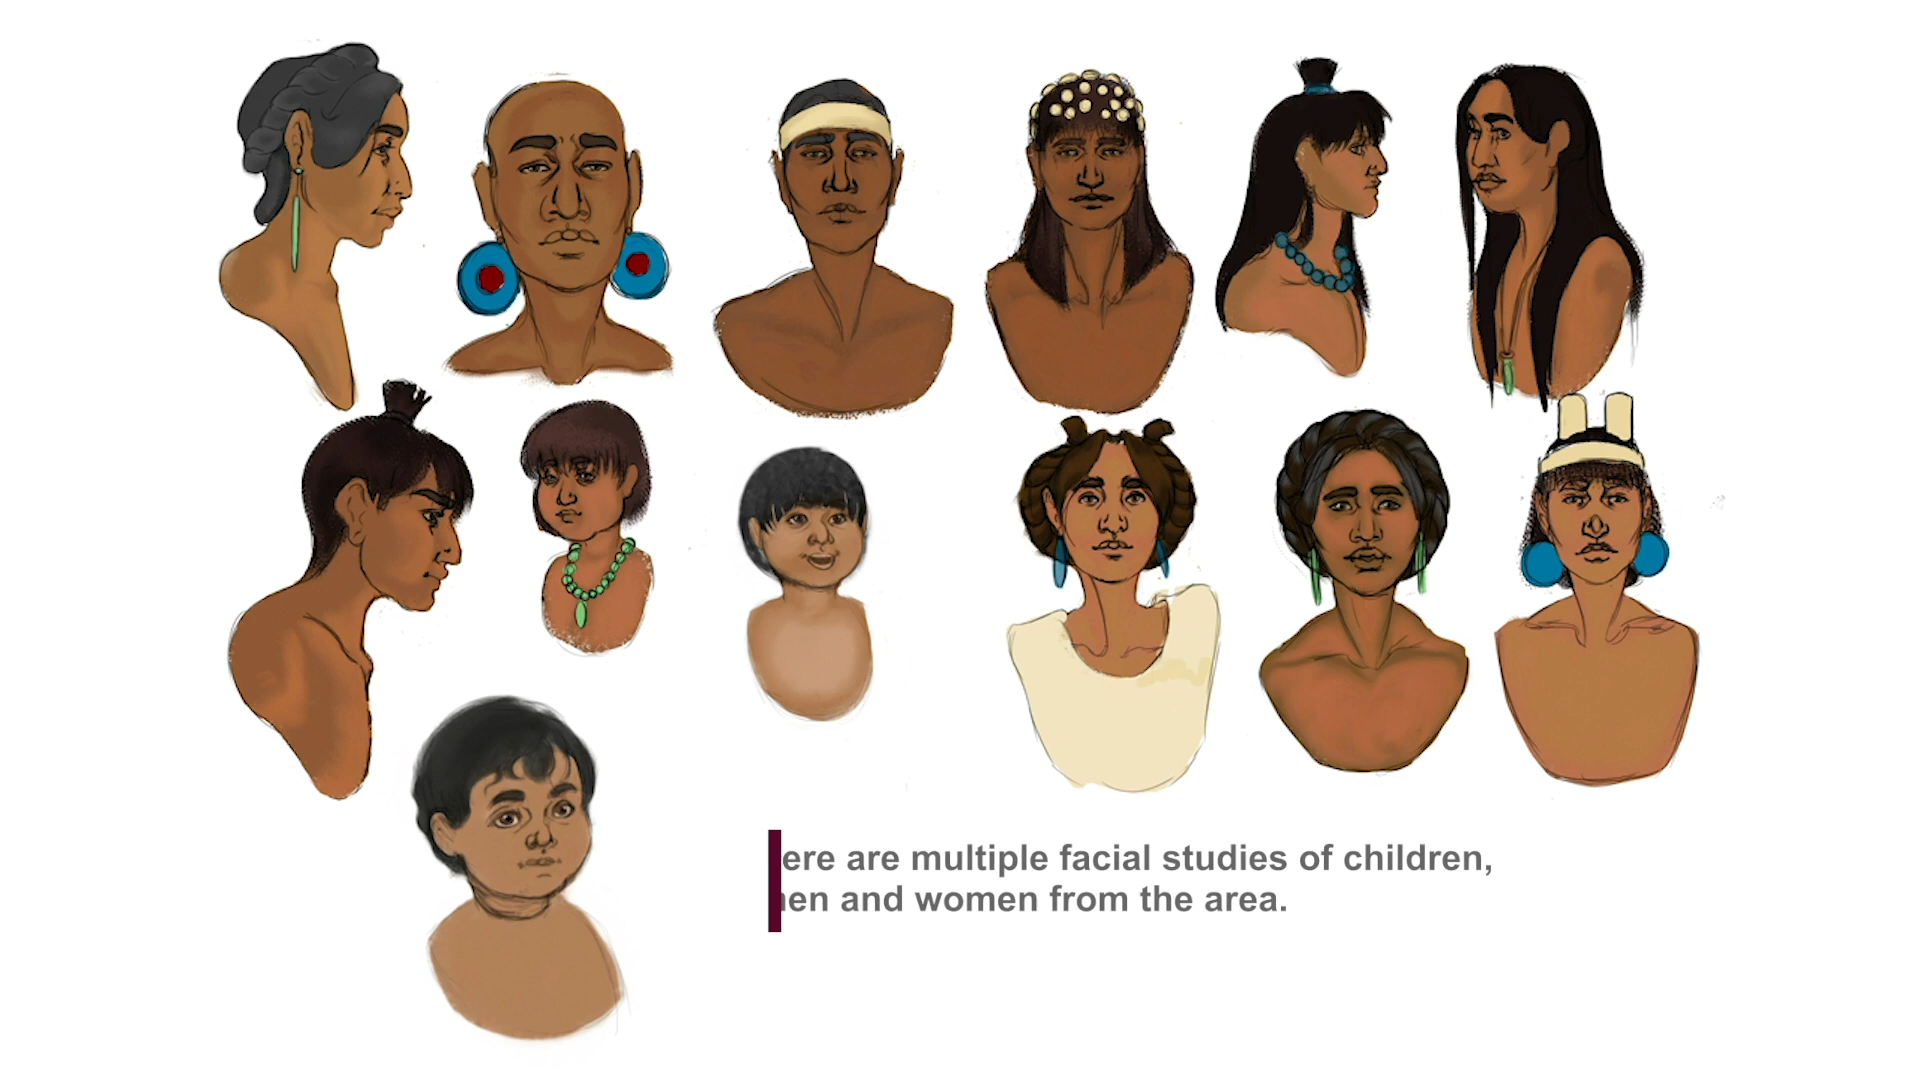 ere are multiple facial studies of children,
en and women from the area.